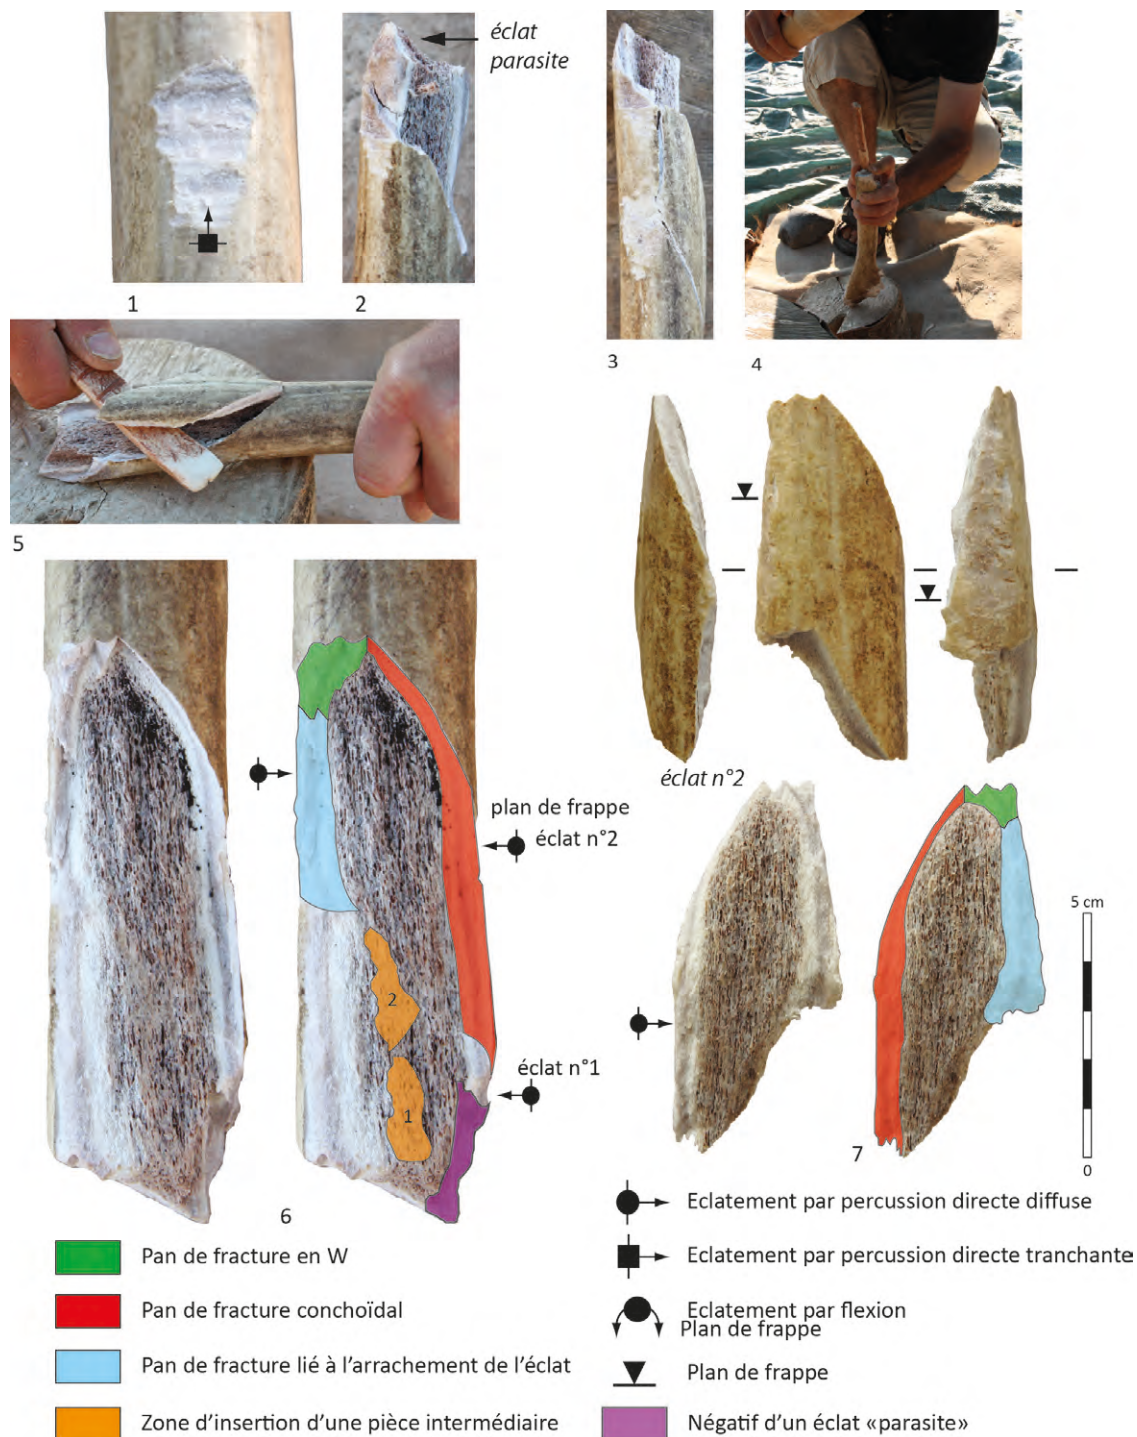 éclat
parasite
1
2
3
4
5
éclat n°2
plan de frappe
éclat n°2
2
éclat n°1
1
5 cm
0
6
7
Pan de fracture en W
Pan de fracture conchoïdal
Pan de fracture lié à l'arrachement de l'éclat
Zone d'insertion d'une pièce intermédiaire
Eclatement par percussion directe diffuse
Eclatement par percussion directe tranchante
Eclatement par flexion
Plan de frappe
Plan de frappe
Négatif d'un éclat «parasite»